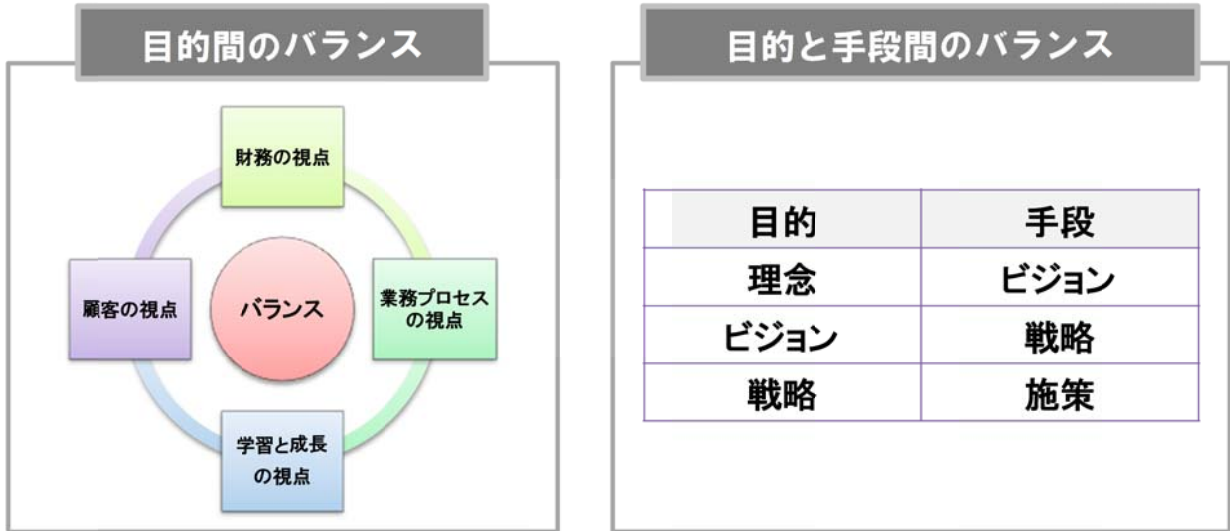 目的間のバランス
財務の視点
顧客の視点
バランス
業務プロセス
の視点
学習と成長
の視点
目的と手段間のバランス
目的 手段
理念 ビジョン
ビジョン 戦略
戦略 施策